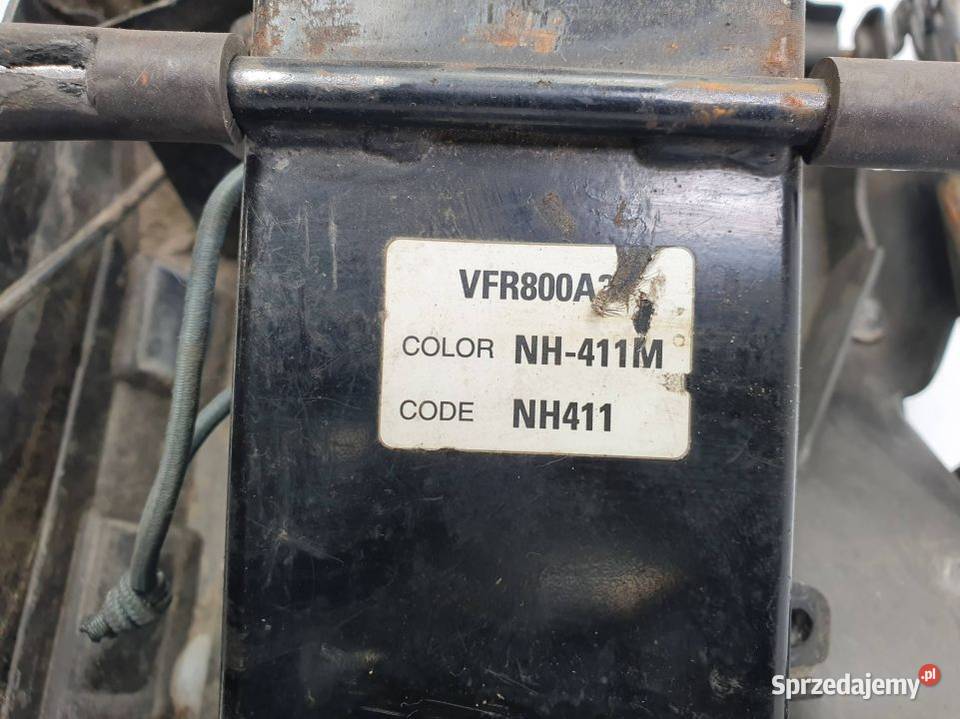 VFR800A
COLOR NH-411M
CODE NH411
Sprzedajemy.pl